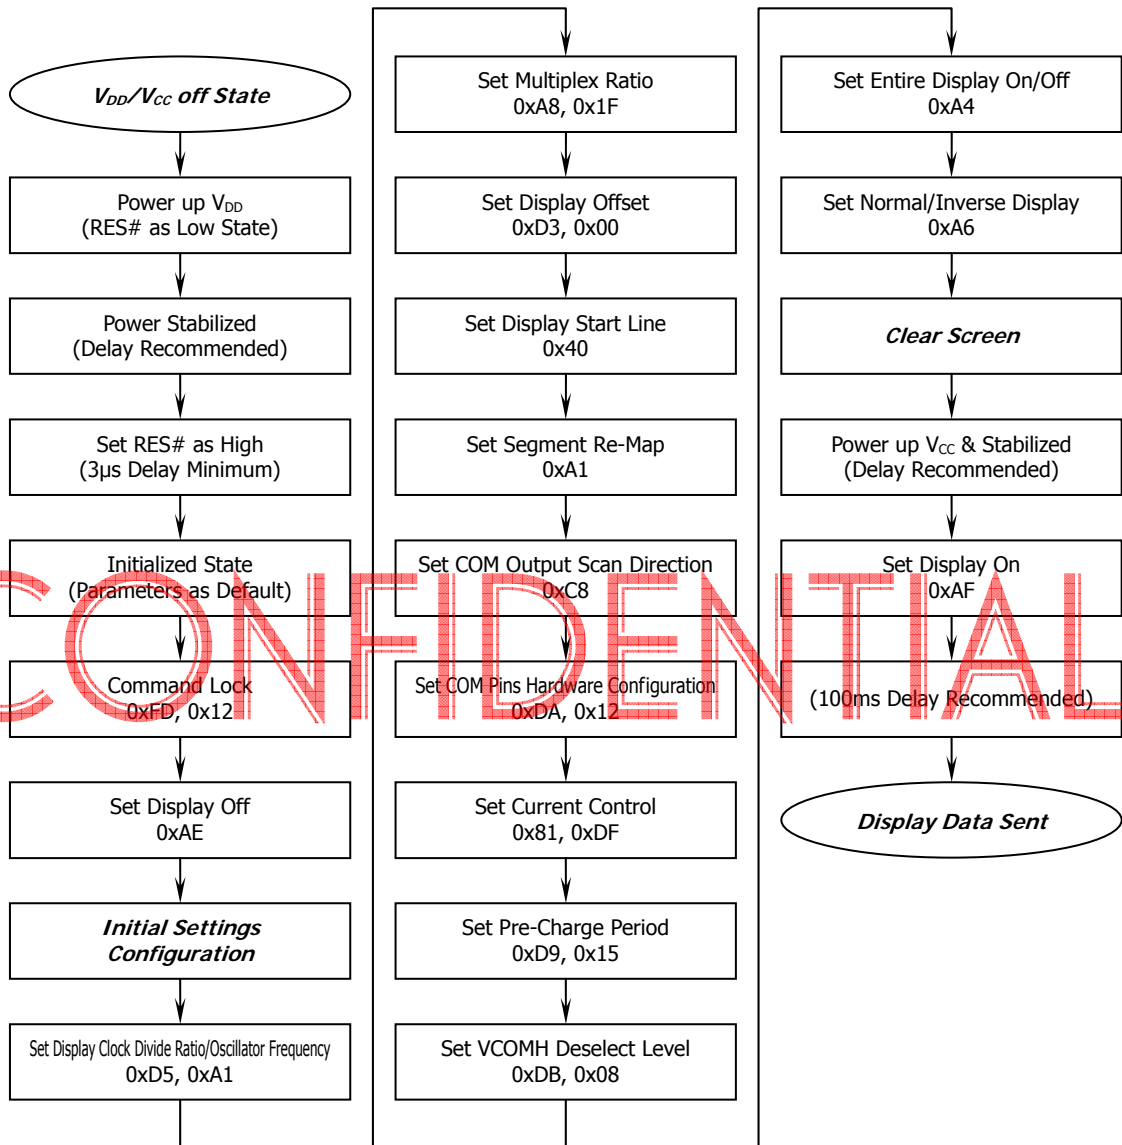 V_DD/V_CC off State
Power up V_DD
(RES# as Low State)
Power Stabilized
(Delay Recommended)
Set RES# as High
(3μs Delay Minimum)
Initialized State
(Parameters as Default)
Command Lock
0xFD, 0x12
Set Display Off
0xAE
Initial Settings
Configuration
Set Display Clock Divide Ratio/Oscillator Frequency
0xD5, 0xA1
Set Multiplex Ratio
0xA8, 0x1F
Set Display Offset
0xD3, 0x00
Set Display Start Line
0x40
Set Segment Re-Map
0xA1
Set COM Output Scan Direction
0xC8
Set COM Pins Hardware Configuration
0xDA, 0x12
Set Current Control
0x81, 0xDF
Set Pre-Charge Period
0xD9, 0x15
Set VCOMH Deselect Level
0xDB, 0x08
Set Entire Display On/Off
0xA4
Set Normal/Inverse Display
0xA6
Clear Screen
Power up V_CC & Stabilized
(Delay Recommended)
Set Display On
0xAF
(100ms Delay Recommended)
Display Data Sent
CONFIDENTIAL